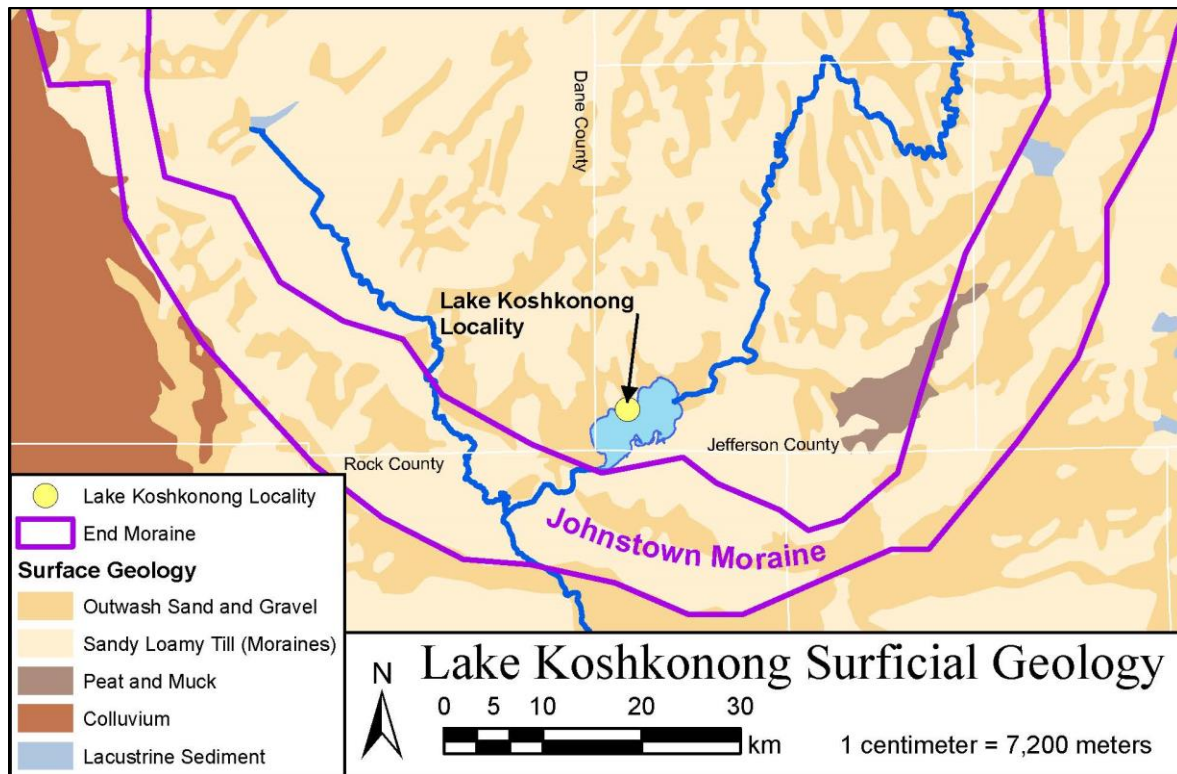 Dane County
Lake Koshkonong
Locality
Rock County
Jefferson County
Johnstown Moraine
Lake Koshkonong Locality
End Moraine
Surface Geology
Outwash Sand and Gravel
Sandy Loamy Till (Moraines)
Peat and Muck
Colluvium
Lacustrine Sediment
N
Lake Koshkonong Surficial Geology
0 5 10 20 30
km
1 centimeter = 7,200 meters